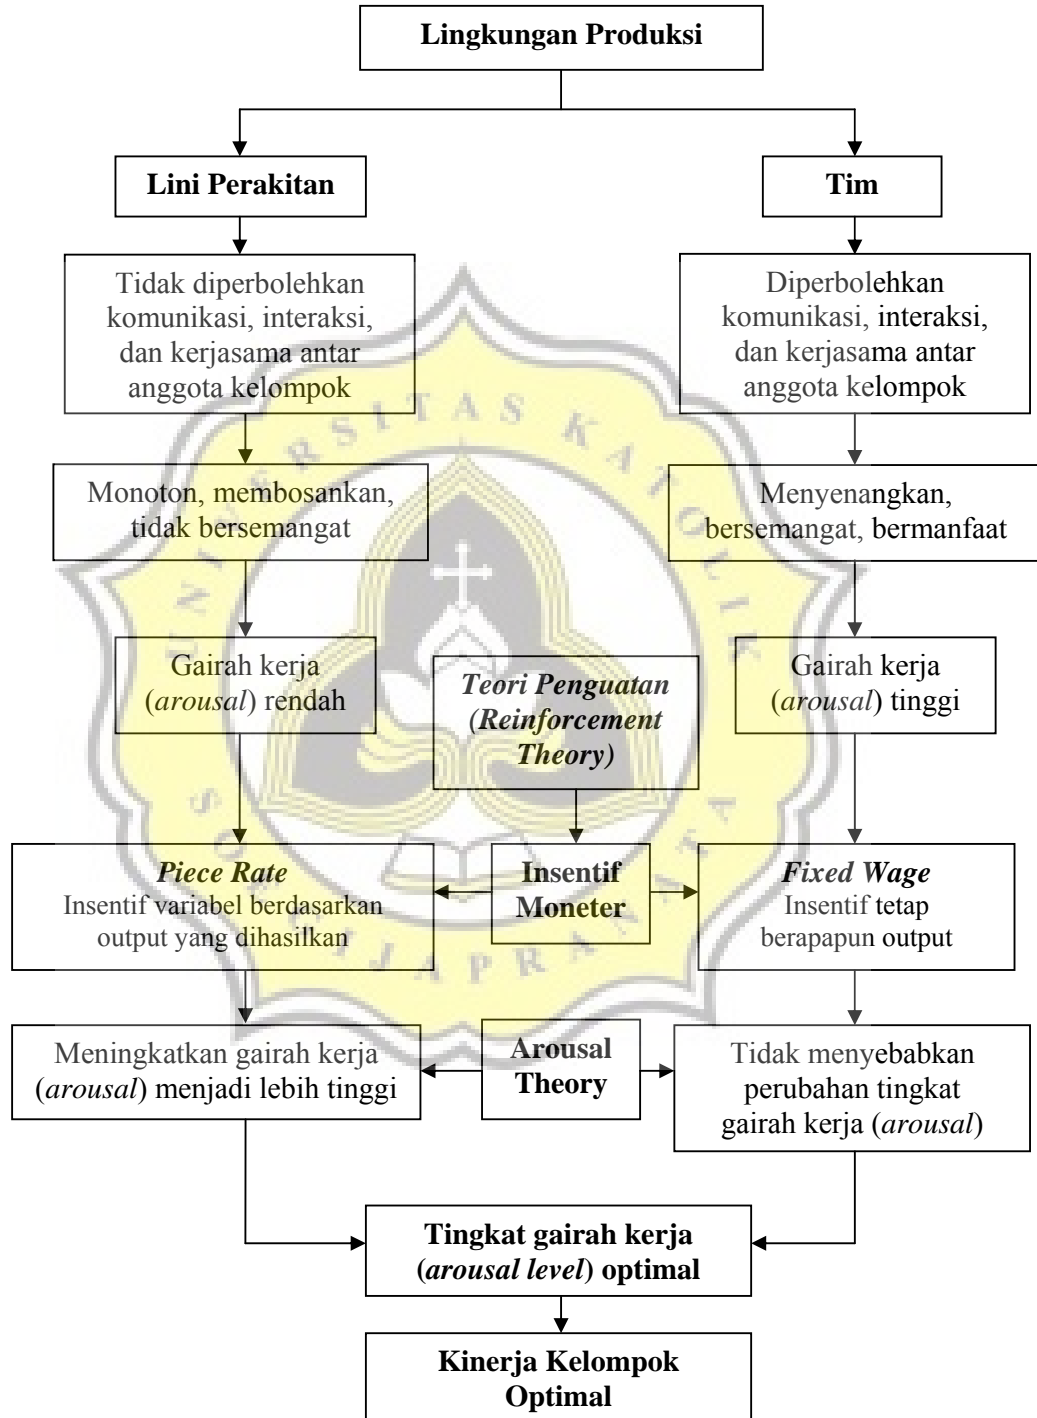 Lingkungan Produksi
Lini Perakitan
Tim
Tidak diperbolehkan
komunikasi, interaksi,
dan kerjasama antar
anggota kelompok
Diperbolehkan
komunikasi, interaksi,
dan kerjasama antar
anggota kelompok
Monoton, membosankan,
tidak bersemangat
Menyenangkan,
bersemangat, bermanfaat
Gairah kerja
(arousal) rendah
Teori Penguatan
(Reinforcement
Theory)
Gairah kerja
(arousal) tinggi
Piece Rate
Insentif variabel berdasarkan
output yang dihasilkan
Insentif
Moneter
Fixed Wage
Insentif tetap
berapapun output
Meningkatkan gairah kerja
(arousal) menjadi lebih tinggi
Arousal
Theory
Tidak menyebabkan
perubahan tingkat
gairah kerja (arousal)
Tingkat gairah kerja
(arousal level) optimal
Kinerja Kelompok
Optimal
UNIVERSITAS KATOLIK
SOEGIJAPRANATA